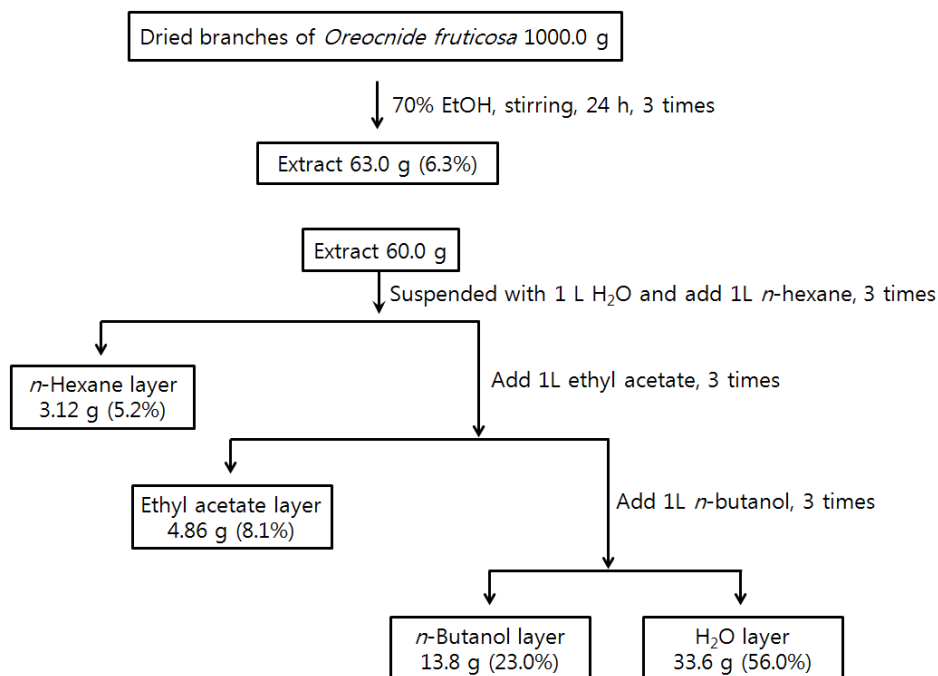 Dried branches of Oreocnide fruticosa 1000.0 g
70% EtOH, stirring, 24 h, 3 times
Extract 63.0 g (6.3%)
Extract 60.0 g
Suspended with 1 L H₂O and add 1L n-hexane, 3 times
n-Hexane layer
3.12 g (5.2%)
Add 1L ethyl acetate, 3 times
Ethyl acetate layer
4.86 g (8.1%)
Add 1L n-butanol, 3 times
n-Butanol layer
13.8 g (23.0%)
H₂O layer
33.6 g (56.0%)